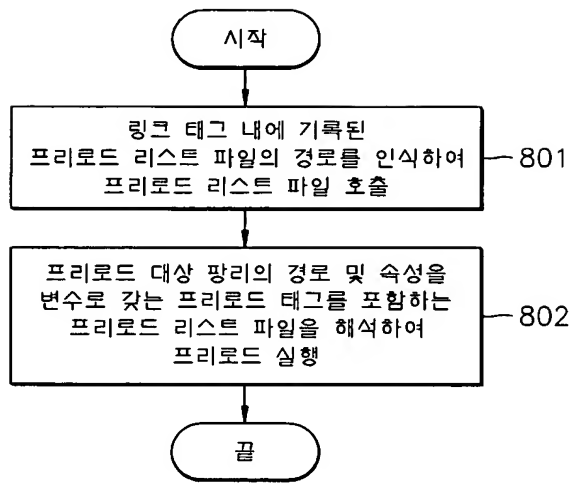 시작
링크 태그 내에 기록된
프리로드 리스트 파일의 경로를 인식하여
프리로드 리스트 파일 호출
801
프리로드 대상 팡리의 경로 및 속성을
변수로 갖는 프리로드 태그를 포함하는
프리로드 리스트 파일을 해석하여
프리로드 실행
802
끝